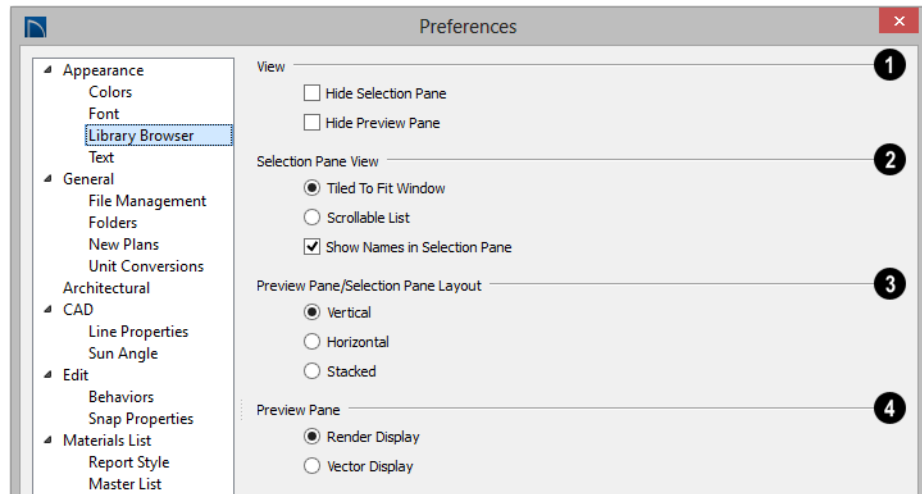 Preferences
Appearance
Colors
Font
Library Browser
Text
General
File Management
Folders
New Plans
Unit Conversions
Architectural
CAD
Line Properties
Sun Angle
Edit
Behaviors
Snap Properties
Materials List
Report Style
Master List
View
1
Hide Selection Pane
Hide Preview Pane
Selection Pane View
2
Tiled To Fit Window
Scrollable List
Show Names in Selection Pane
Preview Pane/Selection Pane Layout
3
Vertical
Horizontal
Stacked
Preview Pane
4
Render Display
Vector Display